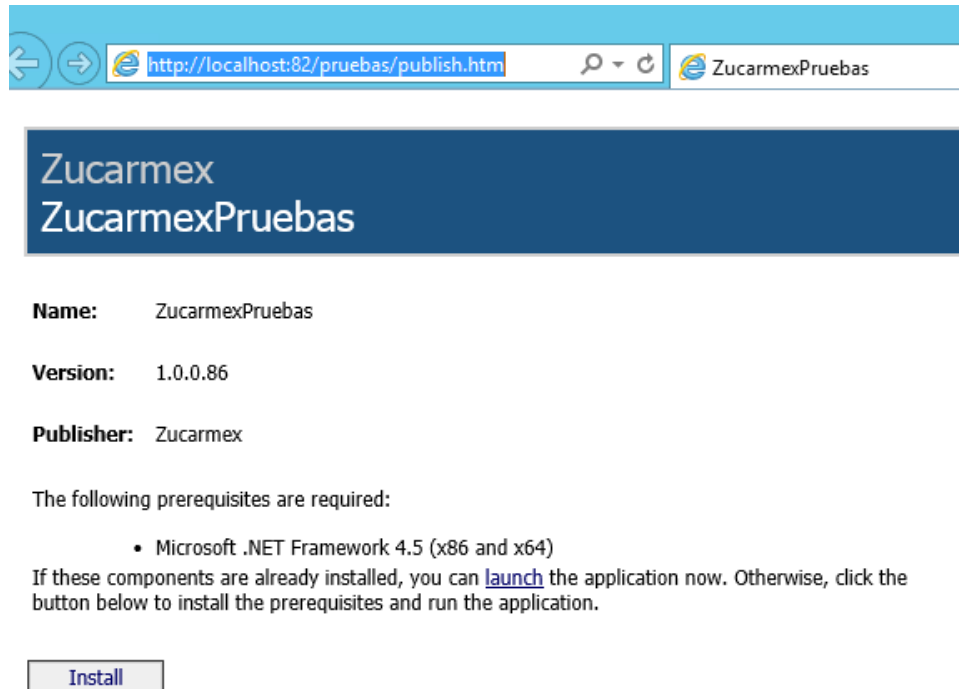 http://localhost:82/pruebas/publish.htm
ZucarmexPruebas
Zucarmex
ZucarmexPruebas
Name: ZucarmexPruebas
Version: 1.0.0.86
Publisher: Zucarmex
The following prerequisites are required:
• Microsoft .NET Framework 4.5 (x86 and x64)
If these components are already installed, you can launch the application now. Otherwise, click the
button below to install the prerequisites and run the application.
Install